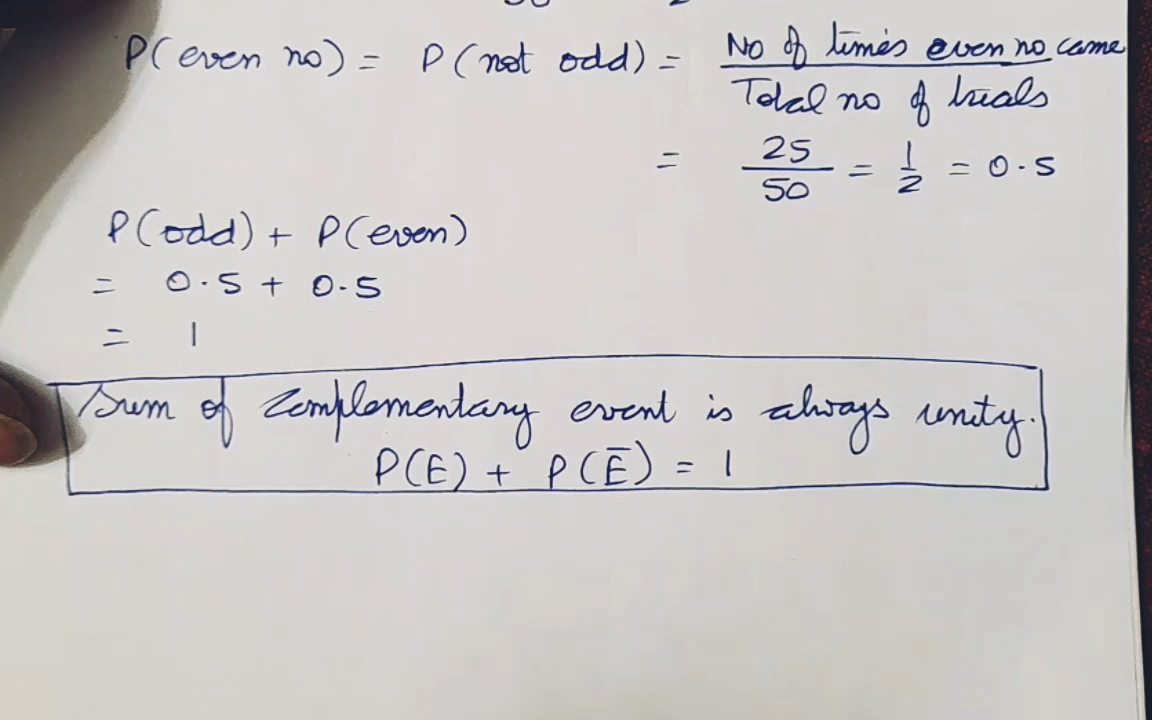 P(even no) = P(not odd) = No of times even no came / Total no of trials
= 25/50 = 1/2 = 0.5
P(odd) + P(even)
= 0.5 + 0.5
= 1
Sum of Complementary event is always unity.
P(E) + P(Ē) = 1